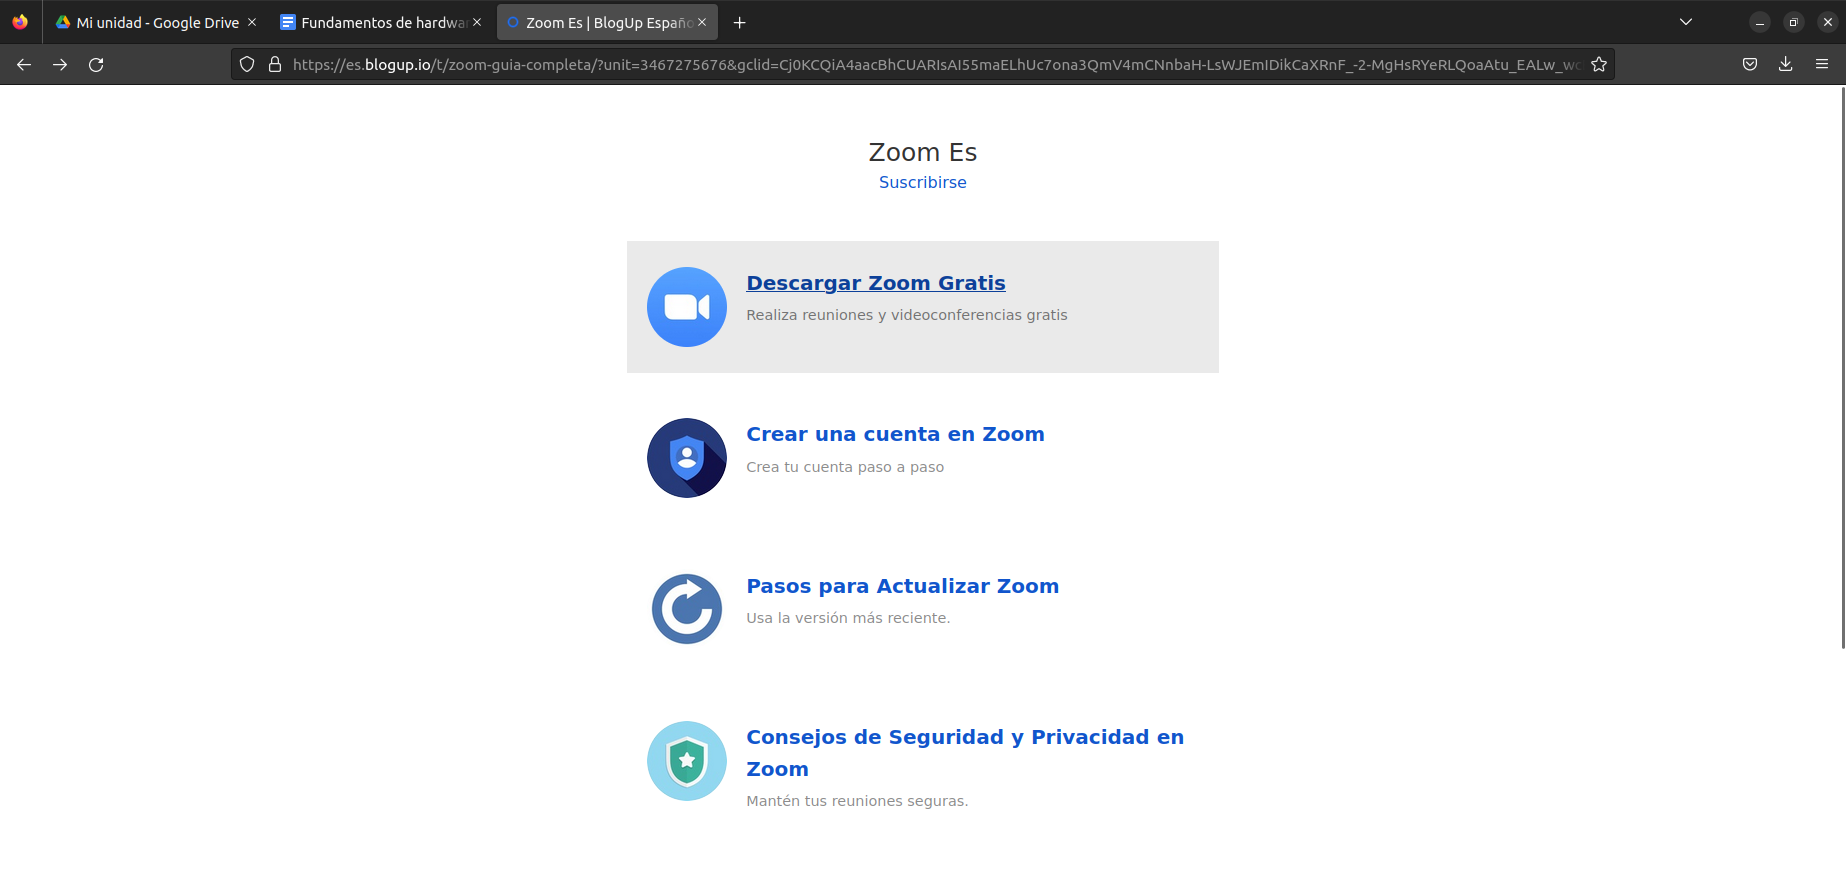 Mi unidad - Google Drive
Fundamentos de hardwa
Zoom Es | BlogUp Españo
https://es.blogup.io/t/zoom-guia-completa/?unit=3467275676&gclid=Cj0KCQiA4aacBhCUARIsAI55maELhUc7ona3QmV4mCNnbaH-LsWJEmIDikCaXRnF_-2-MgHsRYeRLQoaAtu_EALw_wc
Zoom Es
Suscribirse
Descargar Zoom Gratis
Realiza reuniones y videoconferencias gratis
Crear una cuenta en Zoom
Crea tu cuenta paso a paso
Pasos para Actualizar Zoom
Usa la versión más reciente.
Consejos de Seguridad y Privacidad en
Zoom
Mantén tus reuniones seguras.